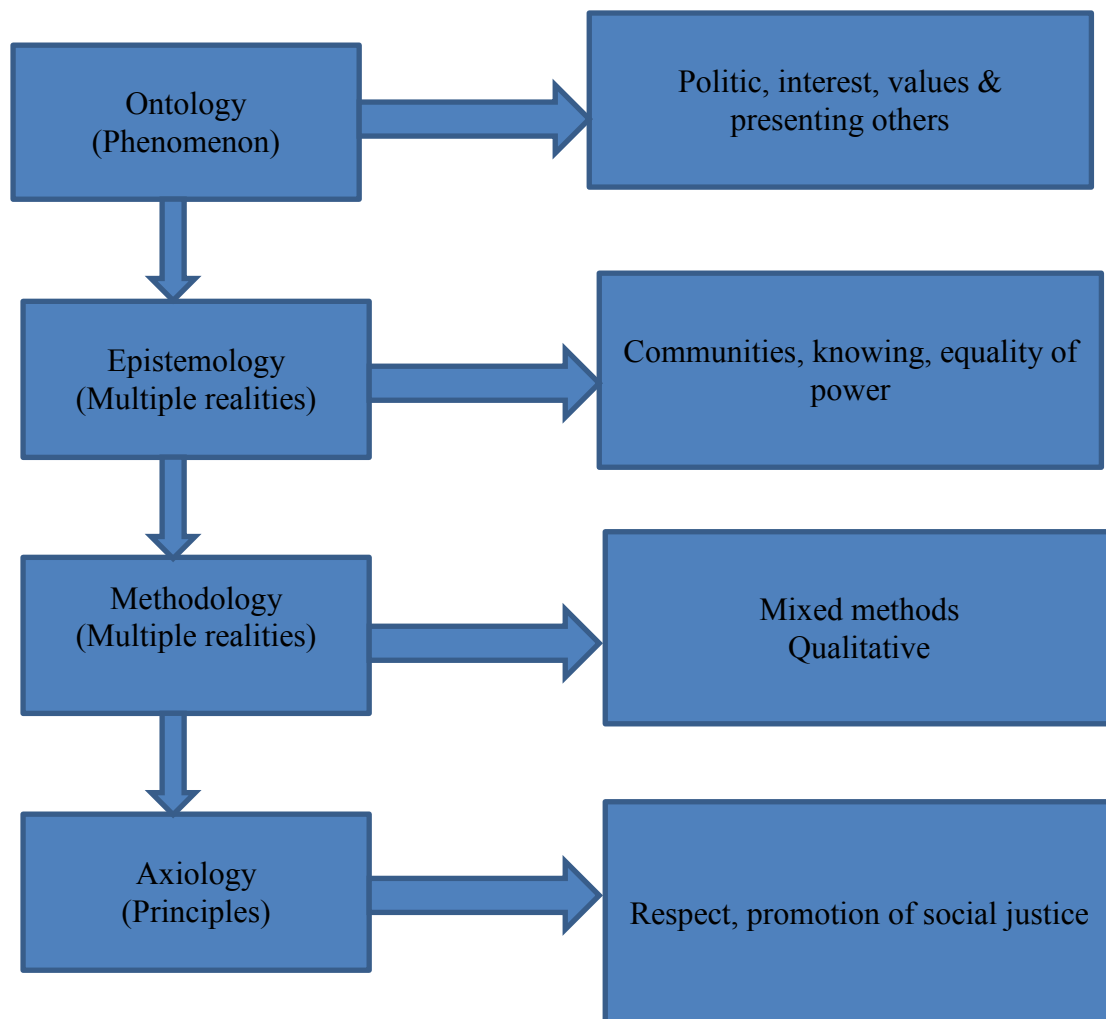 Ontology
(Phenomenon)
Politic, interest, values &
presenting others
Epistemology
(Multiple realities)
Communities, knowing, equality of
power
Methodology
(Multiple realities)
Mixed methods
Qualitative
Axiology
(Principles)
Respect, promotion of social justice